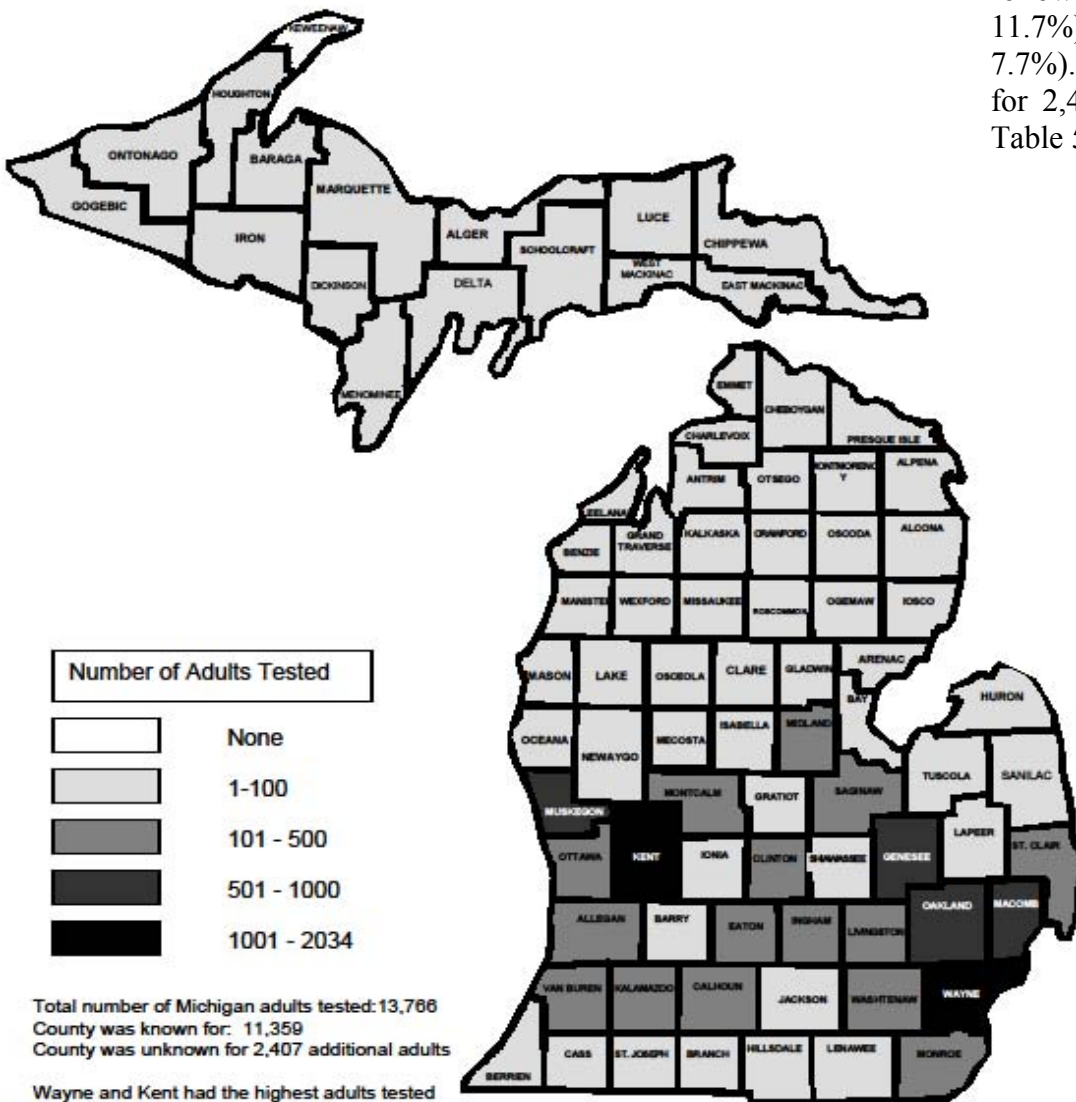 11.7%)
7.7%).
for 2,4
Table 5
KEWEENAW
HOUGHTON
ONTONAGO
BARAGA
MARQUETTE
GOGEBIC
IRON
ALGER
LUCE
CHIPPEWA
SCHOOLCRAFT
WEST
MACKINAC
EAST MACKINAC
DICKINSON
DELTA
MENOMINEE
EMMET
CHEBOYGAN
CHARLEVOIX
PRESQUE ISLE
ANTRIM
OTSEGO
ONTMORENC
Y
ALPENA
EELANA
BENZIE
GRAND
TRAVERSE
KALKASKA
CRAWFORD
OSCODA
ALCONA
MANISTEE
WEXFORD
MISSAUKEE
ROSCOMMON
OGEMAW
IOSCO
MASON
LAKE
OSCEOLA
CLARE
GLADWIN
ARENAC
HURON
OCEANA
NEWAYGO
MECOSTA
ISABELLA
MIDLAND
BAY
TUSCOLA
SANILAC
MUSKEGON
MONTCALM
GRATIOT
SAGINAW
LAPEER
ST. CLAIR
OTTAWA
KENT
IONIA
CLINTON
SHIAWASSEE
GENESEE
OAKLAND
MACOMB
ALLEGAN
BARRY
EATON
INGHAM
LIVINGSTON
VAN BUREN
KALAMAZOO
CALHOUN
JACKSON
WASHTENAW
WAYNE
BERRIEN
CASS
ST. JOSEPH
BRANCH
HILLSDALE
LENAWEE
MONROE
Number of Adults Tested
None
1-100
101 - 500
501 - 1000
1001 - 2034
Total number of Michigan adults tested:13,766
County was known for: 11,359
County was unknown for 2,407 additional adults
Wayne and Kent had the highest adults tested